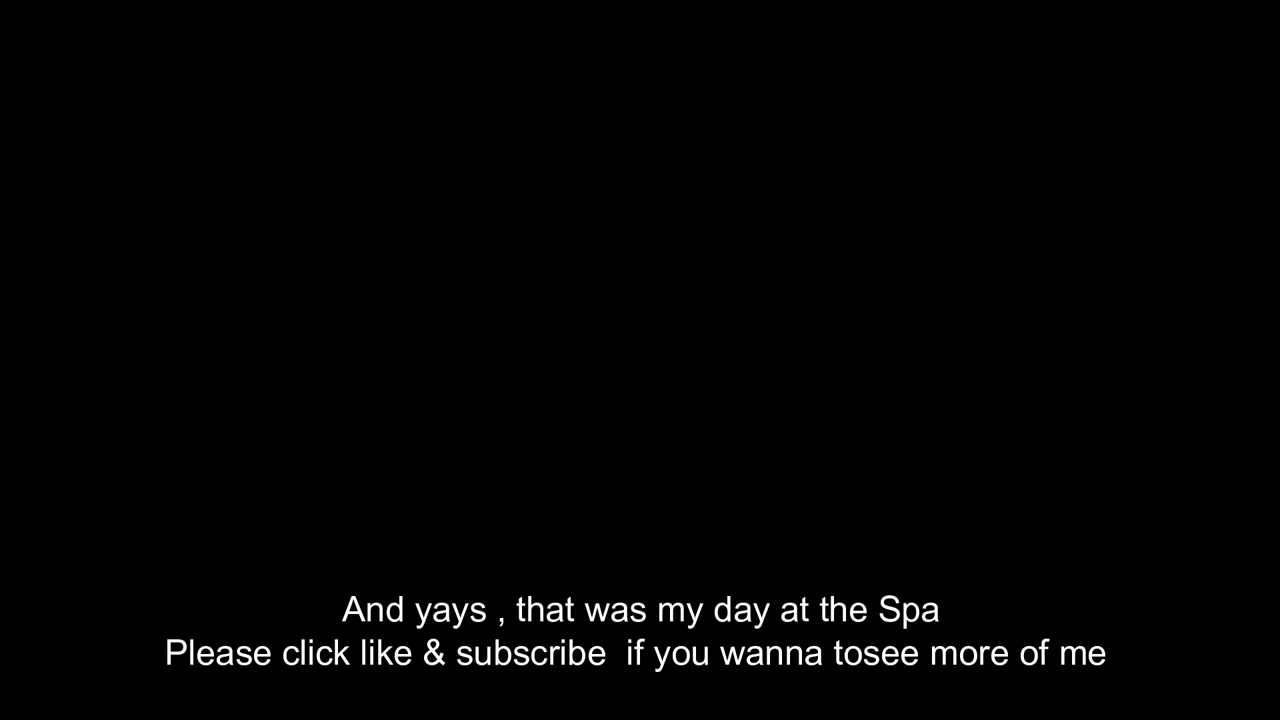 And yays , that was my day at the Spa
Please click like & subscribe  if you wanna tosee more of me